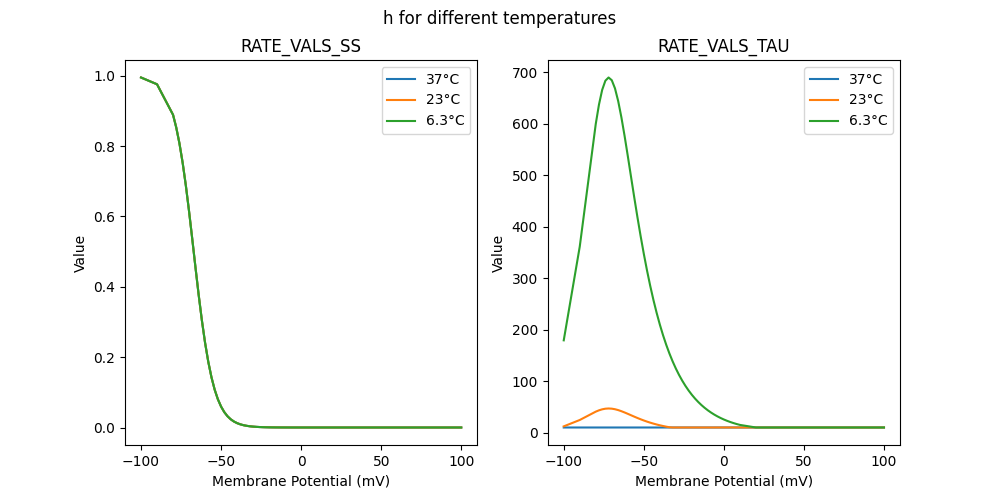 h for different temperatures
RATE_VALS_SS
1.0
0.8
0.6
0.4
0.2
0.0
Value
−100
−50
0
50
100
Membrane Potential (mV)
37°C
23°C
6.3°C
RATE_VALS_TAU
700
600
500
400
300
200
100
0
Value
−100
−50
0
50
100
Membrane Potential (mV)
37°C
23°C
6.3°C